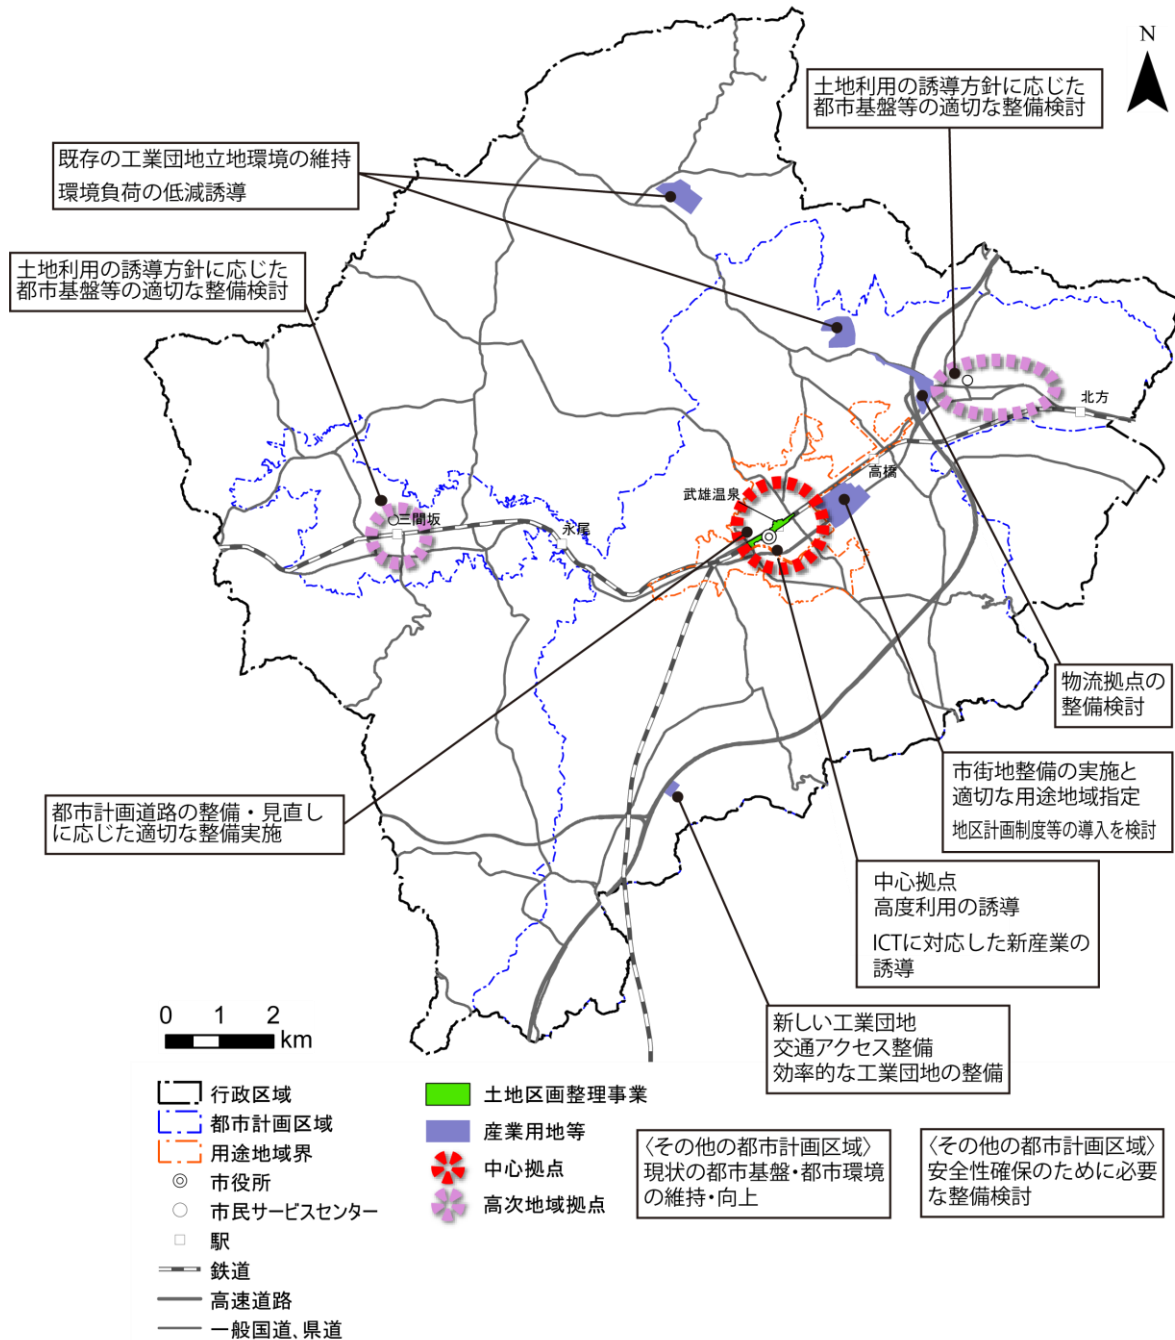 N
土地利用の誘導方針に応じた
都市基盤等の適切な整備検討
既存の工業団地立地環境の維持
環境負荷の低減誘導
土地利用の誘導方針に応じた
都市基盤等の適切な整備検討
北方
高橋
武雄温泉
三間坂
永尾
物流拠点の
整備検討
市街地整備の実施と
適切な用途地域指定
地区計画制度等の導入を検討
都市計画道路の整備・見直し
に応じた適切な整備実施
中心拠点
高度利用の誘導
ICTに対応した新産業の
誘導
新しい工業団地
交通アクセス整備
効率的な工業団地の整備
0 1 2
km
行政区域
都市計画区域
用途地域界
市役所
市民サービスセンター
駅
鉄道
高速道路
一般国道、県道
土地区画整理事業
産業用地等
中心拠点
高次地域拠点
〈その他の都市計画区域〉
現状の都市基盤・都市環境
の維持・向上
〈その他の都市計画区域〉
安全性確保のために必要
な整備検討